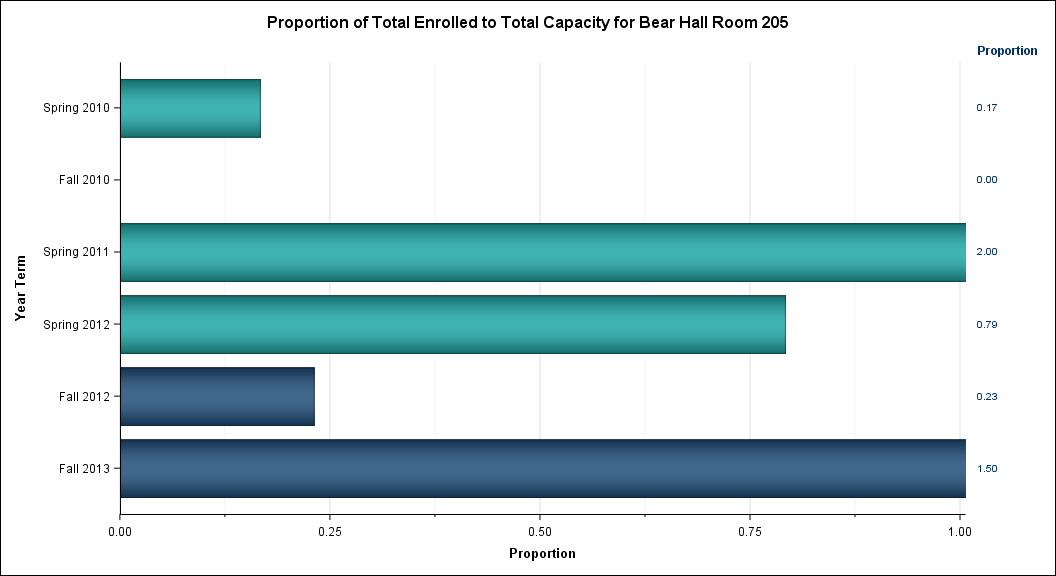 Proportion of Total Enrolled to Total Capacity for Bear Hall Room 205
Proportion
Spring 2010 0.17
Fall 2010 0.00
Spring 2011 2.00
Year Term
Spring 2012 0.79
Fall 2012 0.23
Fall 2013 1.50
0.00 0.25 0.50 0.75 1.00
Proportion